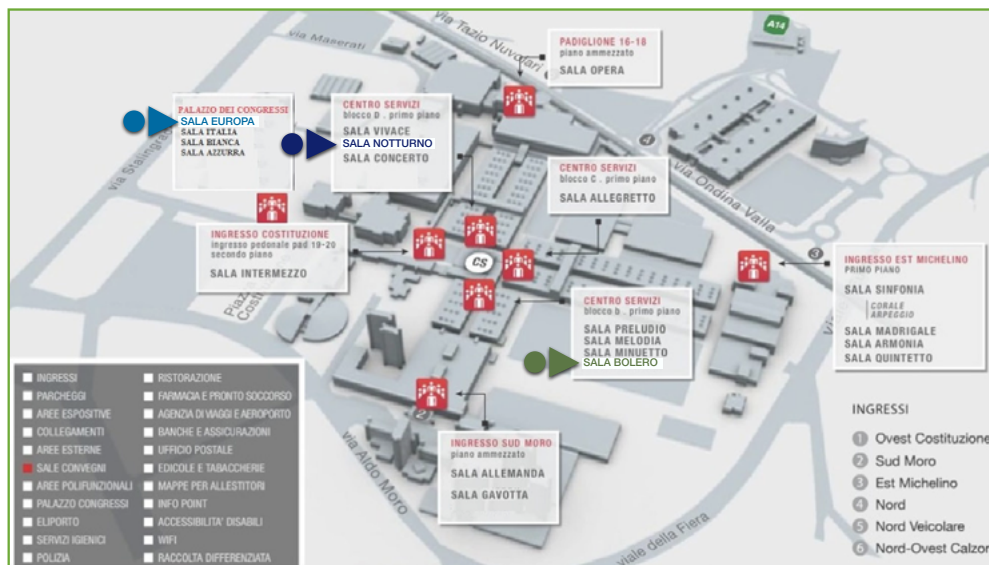 via Tazio Nuvolari
A14
via Maserati
PADIGLIONE 16-18
piano ammezzato
SALA OPERA
PALAZZO DEI CONGRESSI
SALA EUROPA
SALA ITALIA
SALA BIANCA
SALA AZZURRA
CENTRO SERVIZI
blocco D . primo piano
SALA VIVACE
SALA NOTTURNO
SALA CONCERTO
via Stalingrado
4
via Ondina Valla
CENTRO SERVIZI
blocco C . primo piano
SALA ALLEGRETTO
INGRESSO COSTITUZIONE
ingresso pedonale pad 19-20
secondo piano
SALA INTERMEZZO
CS
3
INGRESSO EST MICHELINO
PRIMO PIANO
SALA SINFONIA
CORALE
ARPEGGIO
SALA MADRIGALE
SALA ARMONIA
SALA QUINTETTO
Piazza
CENTRO SERVIZI
blocco b . primo piano
SALA PRELUDIO
SALA MELODIA
SALA MINUETTO
SALA BOLERO
2
INGRESSO SUD MORO
piano ammezzato
SALA ALLEMANDA
SALA GAVOTTA
via Aldo Moro
viale della Fiera
INGRESSI
PARCHEGGI
AREE ESPOSITIVE
COLLEGAMENTI
AREE ESTERNE
SALE CONVEGNI
AREE POLIFUNZIONALI
PALAZZO CONGRESSI
ELIPORTO
SERVIZI IGIENICI
POLIZIA
RISTORAZIONE
FARMACIA E PRONTO SOCCORSO
AGENZIA DI VIAGGI E AEROPORTO
BANCHE E ASSICURAZIONI
UFFICIO POSTALE
EDICOLE E TABACCHERIE
MAPPE PER ALLESTITORI
INFO POINT
ACCESSIBILITA' DISABILI
WIFI
RACCOLTA DIFFERENZIATA
INGRESSI
1 Ovest Costituzione
2 Sud Moro
3 Est Michelino
4 Nord
5 Nord Veicolare
6 Nord-Ovest Calzon